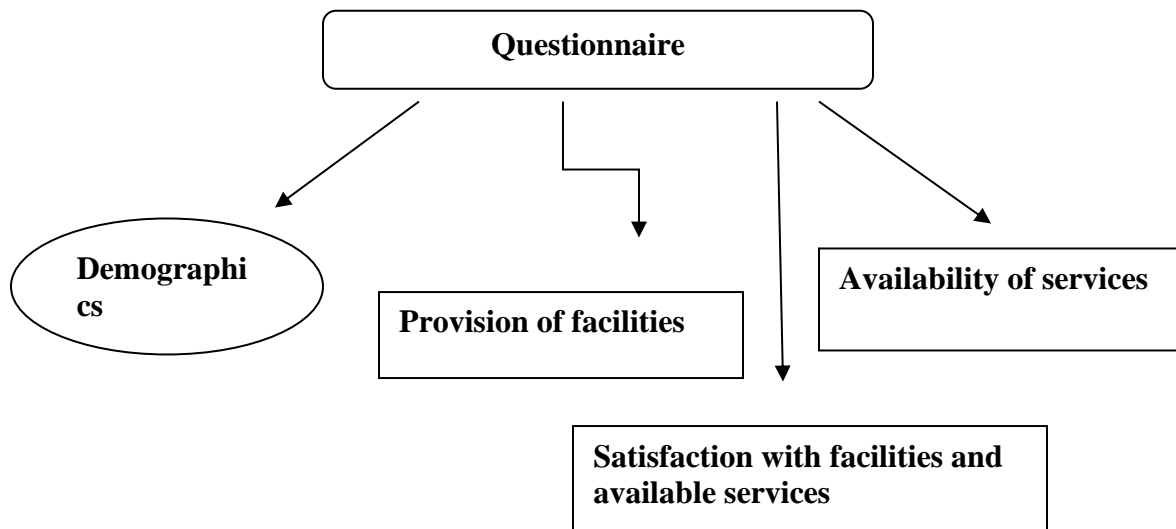 Questionnaire
Demographi
cs
Provision of facilities
Availability of services
Satisfaction with facilities and
available services